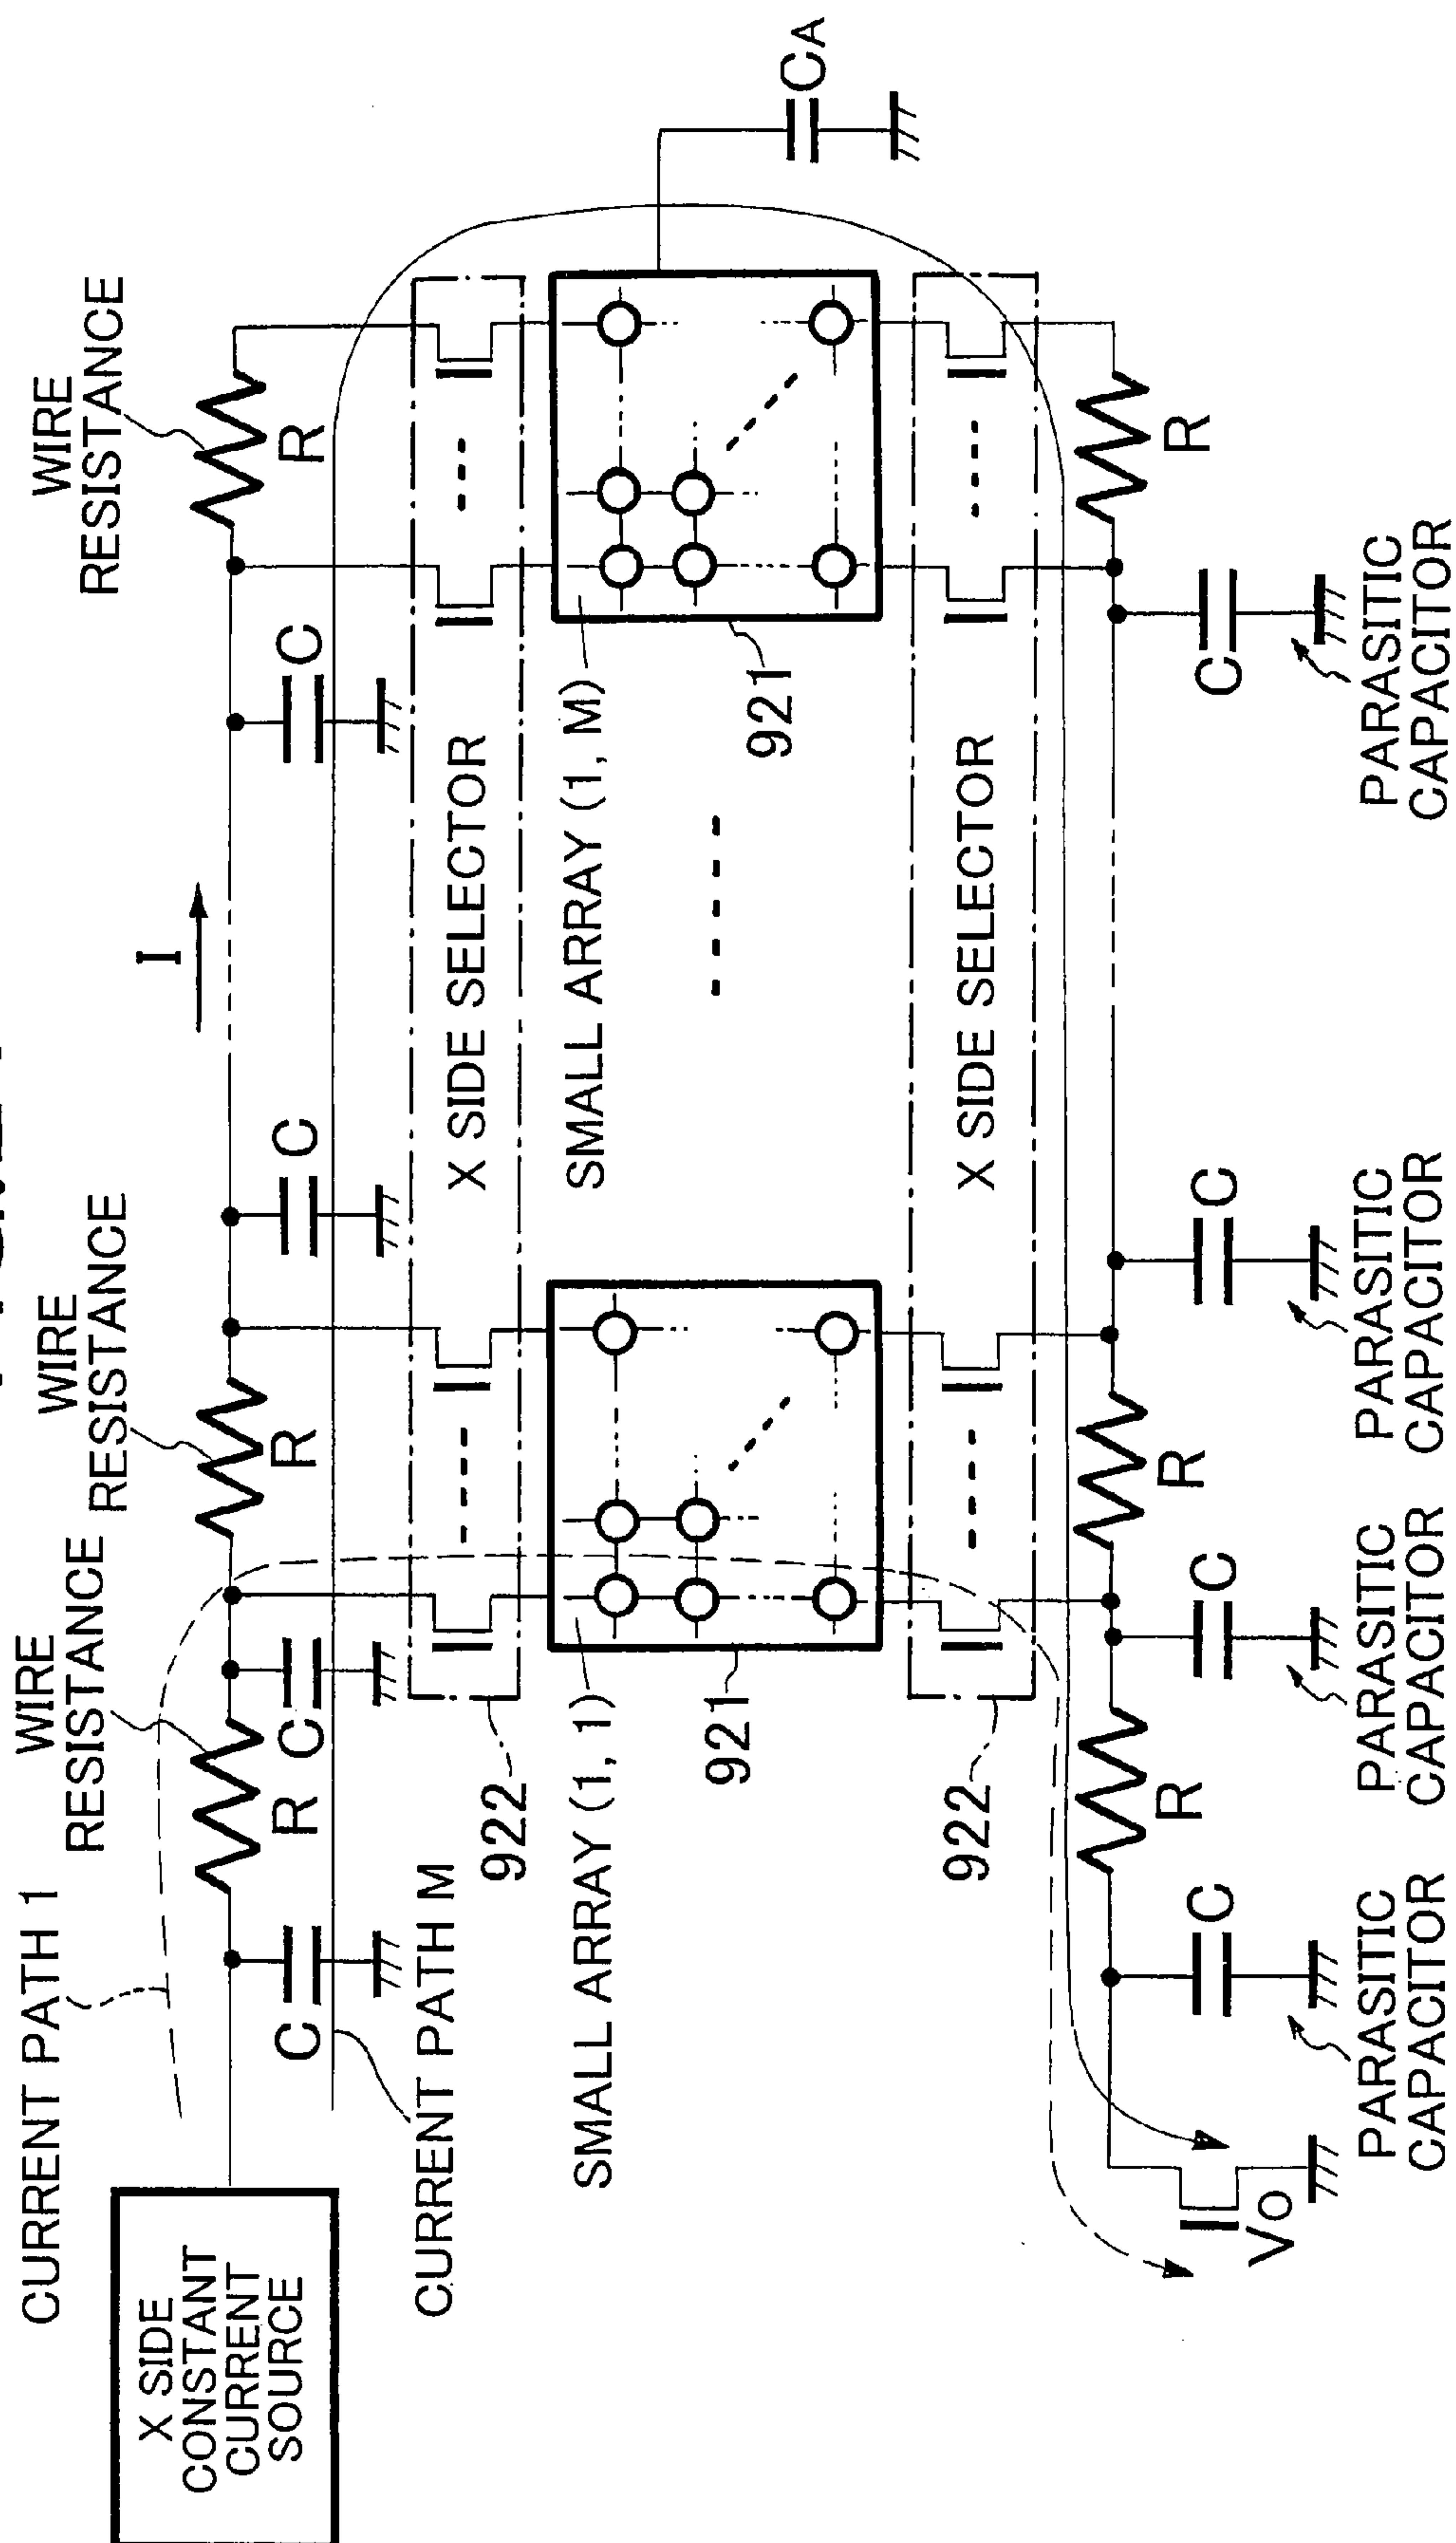 CURRENT PATH 1
WIRE
RESISTANCE
WIRE
RESISTANCE
WIRE
RESISTANCE
X SIDE
CONSTANT
CURRENT
SOURCE
I
R
R
R
C
C
C
C
CURRENT PATH M
922
X SIDE SELECTOR
SMALL ARRAY (1, 1)
921
SMALL ARRAY (1, M)
921
CA
922
X SIDE SELECTOR
R
R
R
C
C
C
C
VO
PARASITIC
CAPACITOR
PARASITIC
CAPACITOR
PARASITIC
CAPACITOR
PARASITIC
CAPACITOR